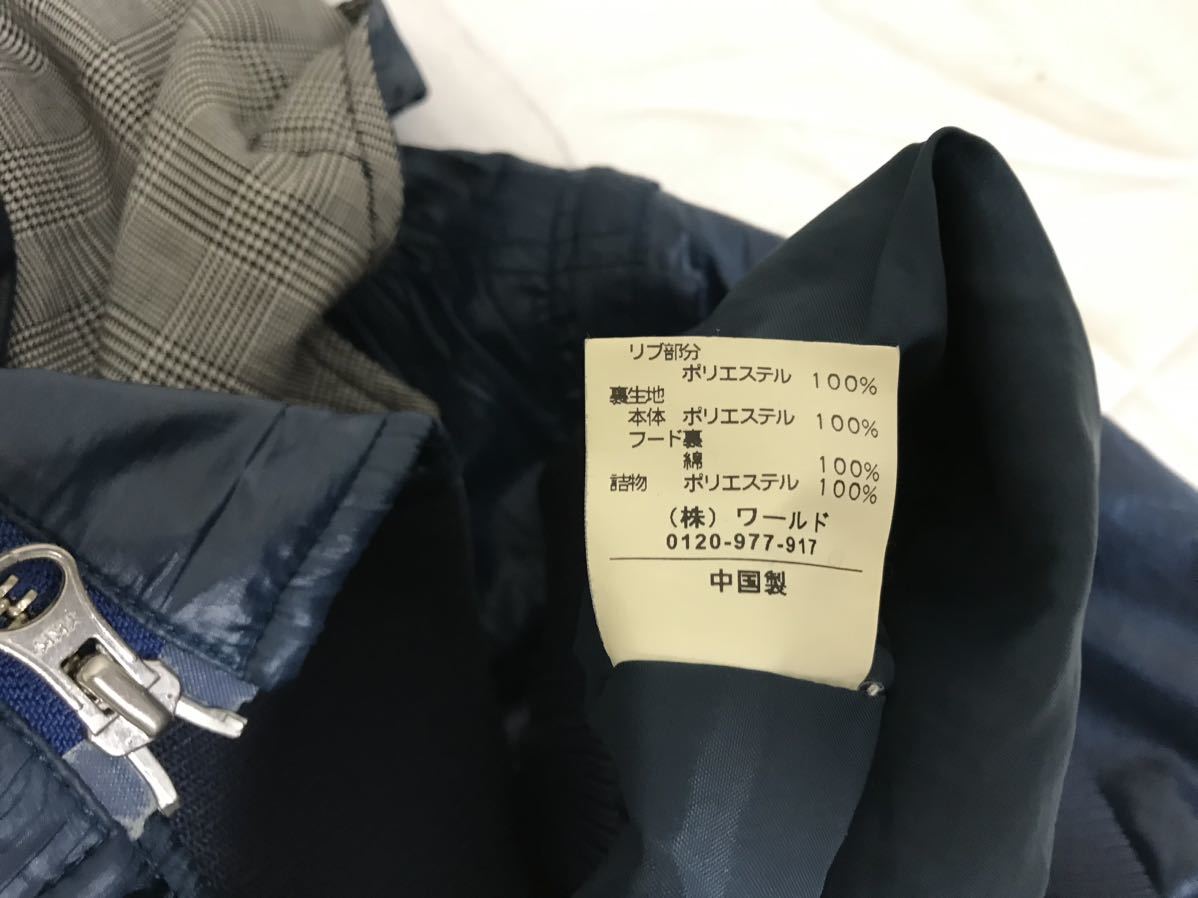 リブ部分
ポリエステル 100%
裏生地
本体 ポリエステル 100%
フード裏
綿 100%
詰物 ポリエステル 100%
(株) ワールド
0120-977-917
中国製